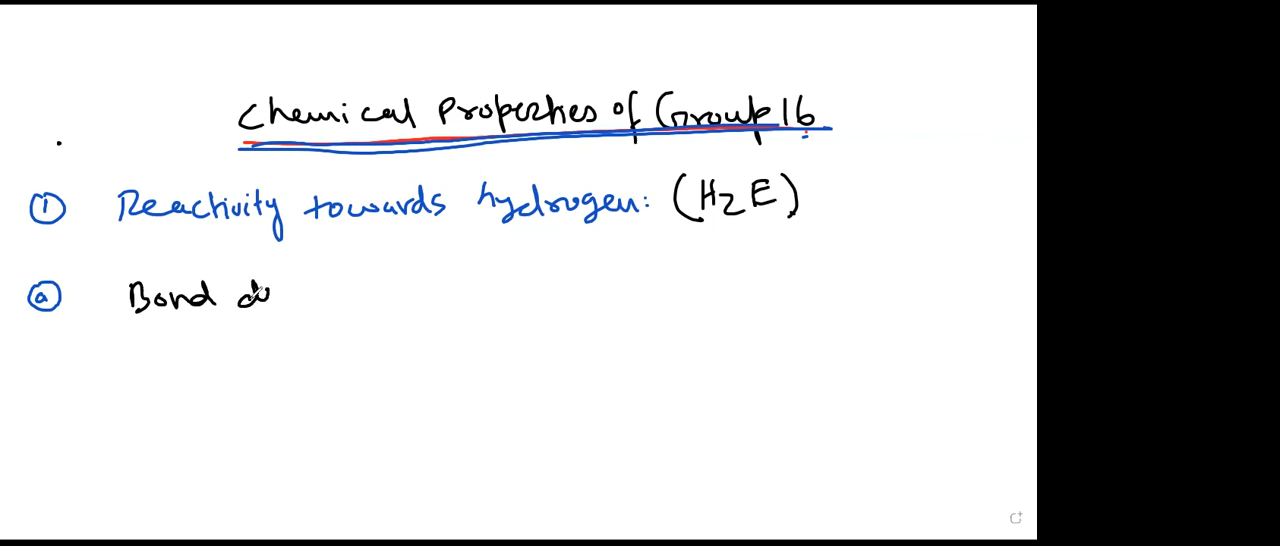 Chemical Properties of Group 16
① Reactivity towards hydrogen: (H2E)
ⓐ Bond